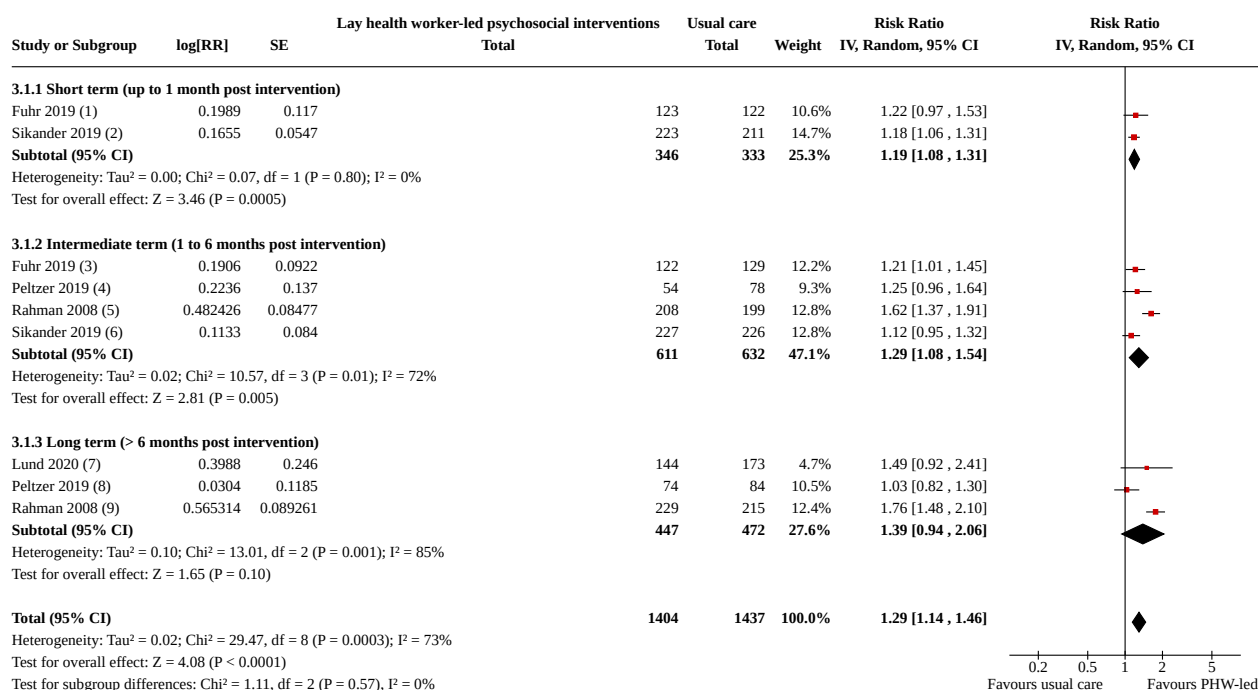 Lay health worker-led psychosocial interventions Usual care Risk Ratio Risk Ratio
Study or Subgroup log[RR] SE Total Total Weight IV, Random, 95% CI IV, Random, 95% CI
3.1.1 Short term (up to 1 month post intervention)
Fuhr 2019 (1) 0.1989 0.117 123 122 10.6% 1.22 [0.97 , 1.53]
Sikander 2019 (2) 0.1655 0.0547 223 211 14.7% 1.18 [1.06 , 1.31]
Subtotal (95% CI) 346 333 25.3% 1.19 [1.08 , 1.31]
Heterogeneity: Tau² = 0.00; Chi² = 0.07, df = 1 (P = 0.80); I² = 0%
Test for overall effect: Z = 3.46 (P = 0.0005)
3.1.2 Intermediate term (1 to 6 months post intervention)
Fuhr 2019 (3) 0.1906 0.0922 122 129 12.2% 1.21 [1.01 , 1.45]
Peltzer 2019 (4) 0.2236 0.137 54 78 9.3% 1.25 [0.96 , 1.64]
Rahman 2008 (5) 0.482426 0.08477 208 199 12.8% 1.62 [1.37 , 1.91]
Sikander 2019 (6) 0.1133 0.084 227 226 12.8% 1.12 [0.95 , 1.32]
Subtotal (95% CI) 611 632 47.1% 1.29 [1.08 , 1.54]
Heterogeneity: Tau² = 0.02; Chi² = 10.57, df = 3 (P = 0.01); I² = 72%
Test for overall effect: Z = 2.81 (P = 0.005)
3.1.3 Long term (> 6 months post intervention)
Lund 2020 (7) 0.3988 0.246 144 173 4.7% 1.49 [0.92 , 2.41]
Peltzer 2019 (8) 0.0304 0.1185 74 84 10.5% 1.03 [0.82 , 1.30]
Rahman 2008 (9) 0.565314 0.089261 229 215 12.4% 1.76 [1.48 , 2.10]
Subtotal (95% CI) 447 472 27.6% 1.39 [0.94 , 2.06]
Heterogeneity: Tau² = 0.10; Chi² = 13.01, df = 2 (P = 0.001); I² = 85%
Test for overall effect: Z = 1.65 (P = 0.10)
Total (95% CI) 1404 1437 100.0% 1.29 [1.14 , 1.46]
Heterogeneity: Tau² = 0.02; Chi² = 29.47, df = 8 (P = 0.0003); I² = 73%
Test for overall effect: Z = 4.08 (P < 0.0001)
0.2 0.5 1 2 5
Test for subgroup differences: Chi² = 1.11, df = 2 (P = 0.57), I² = 0% Favours usual care Favours PHW-led